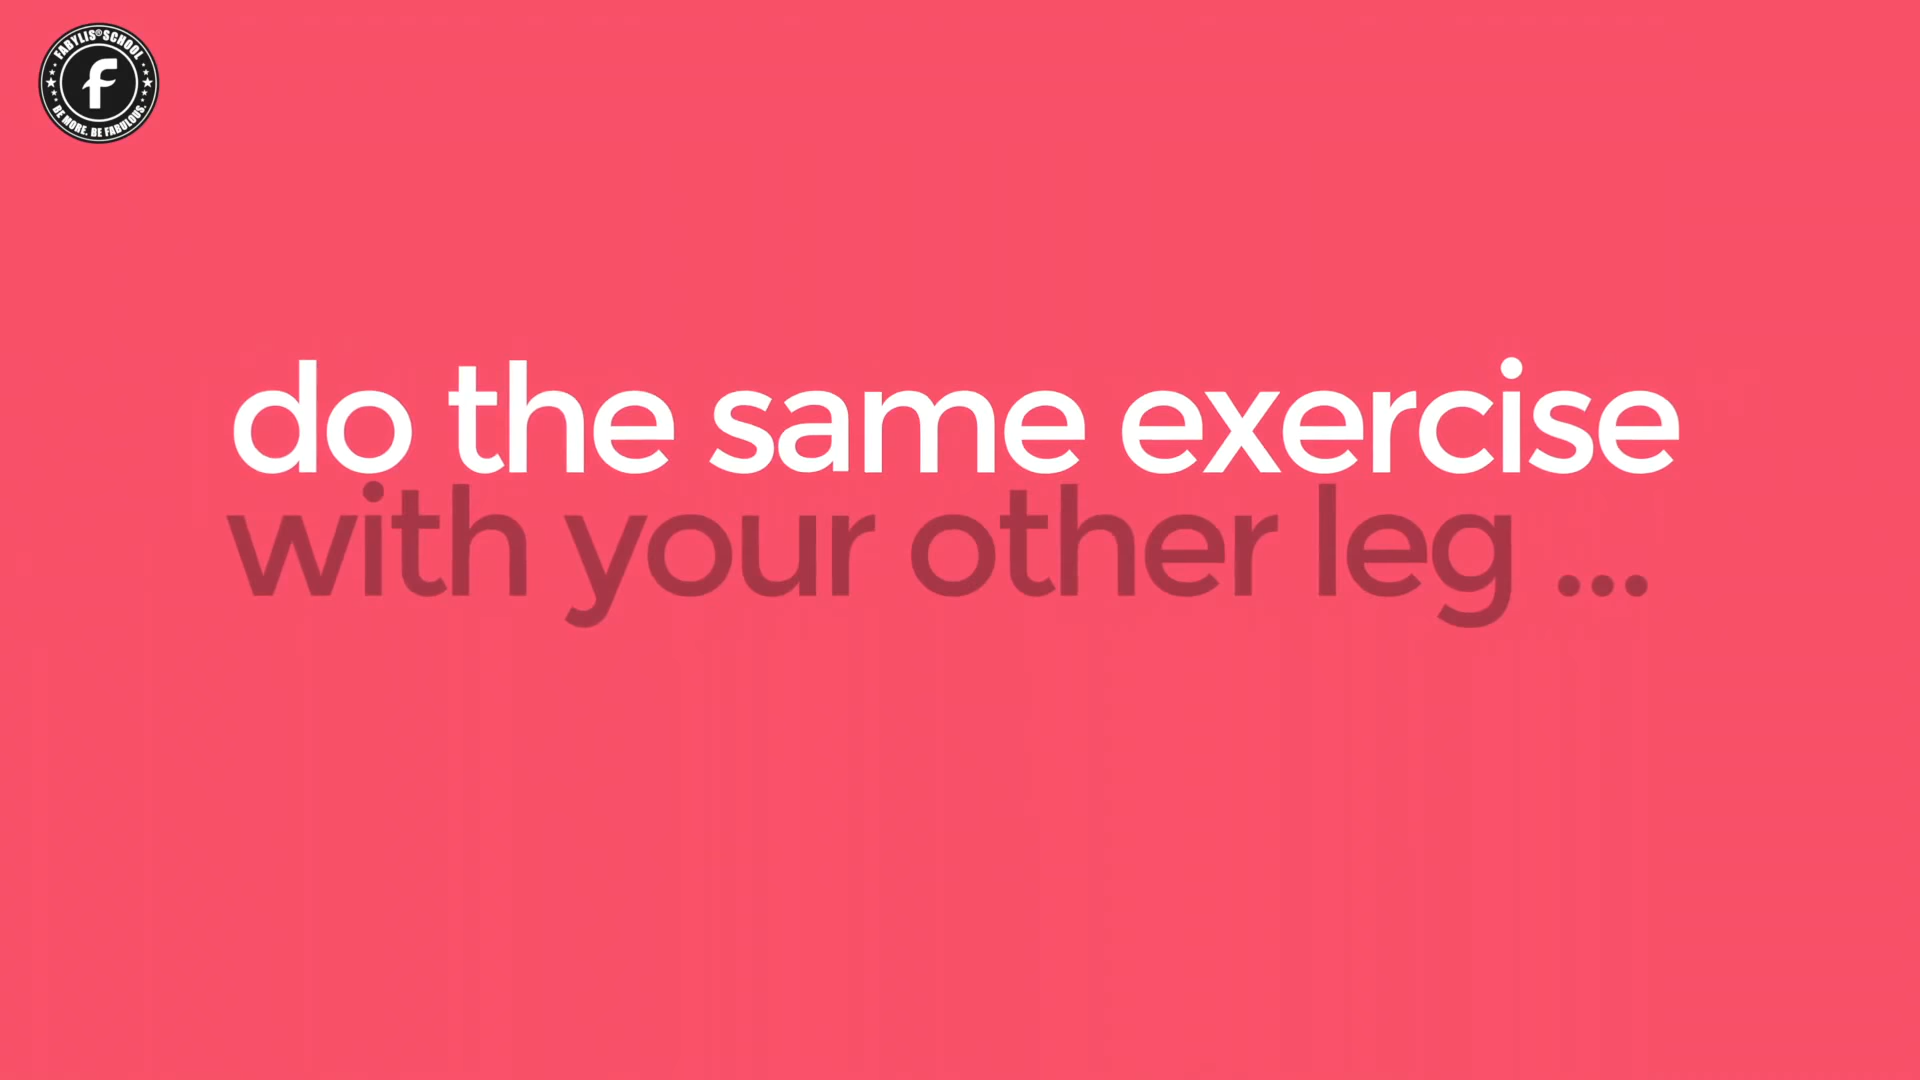 FABYLIS® SCHOOL
f
BE MORE. BE FABULOUS.
do the same exercise
with your other leg ...